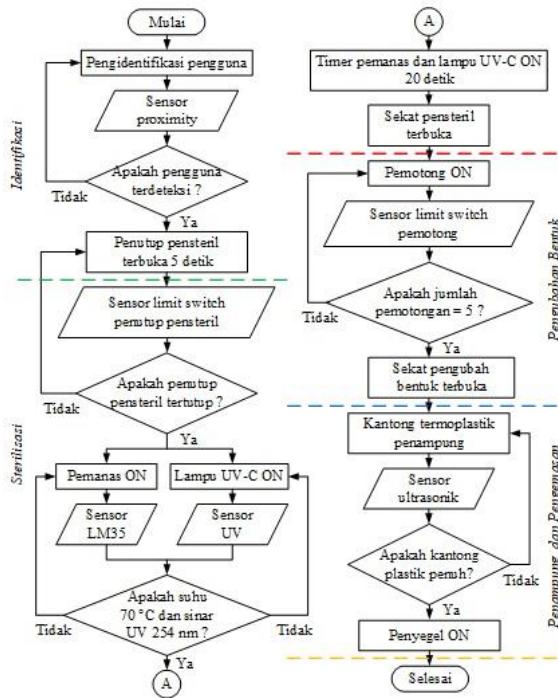 Mulai
Pengidentifikasi pengguna
Sensor
proximity
Apakah pengguna
terdeteksi ?
Tidak
Ya
Identifikasi
Penutup pensteril
terbuka 5 detik
Sensor limit switch
penutup pensteril
Apakah penutup
pensteril tertutup ?
Tidak
Ya
Sterilisasi
Pemanas ON
Lampu UV-C ON
Sensor
LM35
Sensor
UV
Apakah suhu
70 °C dan sinar
UV 254 nm ?
Tidak
Tidak
Ya
A
A
Timer pemanas dan lampu UV-C ON
20 detik
Sekat pensteril
terbuka
Pemotong ON
Sensor limit switch
pemotong
Apakah jumlah
pemotongan = 5 ?
Tidak
Ya
Pengubahan Bentuk
Sekat pengubah
bentuk terbuka
Kantong termoplastik
penampung
Sensor
ultrasonik
Apakah kantong
plastik penuh?
Tidak
Ya
Penampung dan Pengemasan
Penyegel ON
Selesai